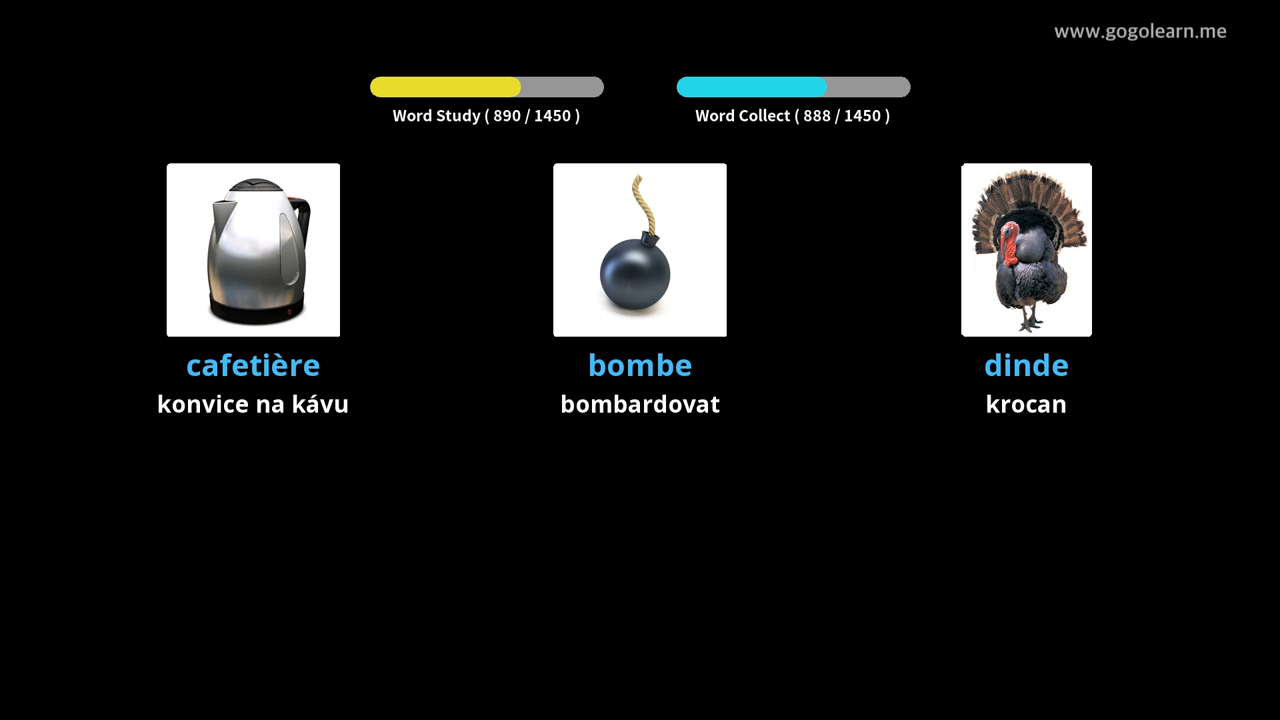 www.gogolearn.me
Word Study ( 890 / 1450 )
Word Collect ( 888 / 1450 )
cafetière
bombe
dinde
konvice na kávu
bombardovat
krocan